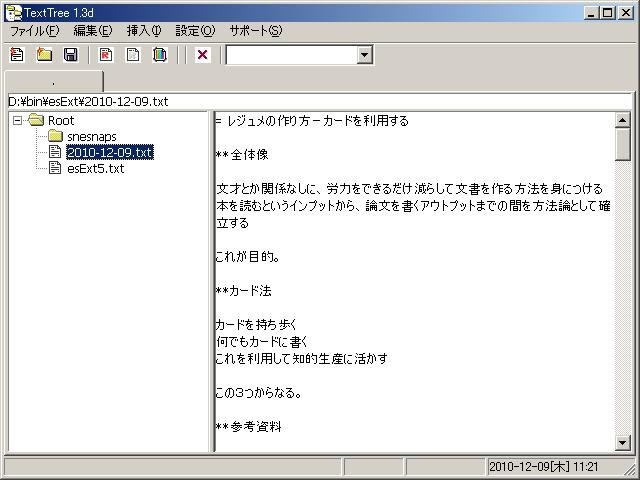 TextTree 1.3d
ファイル(F) 編集(E) 挿入(I) 設定(O) サポート(S)
D:¥bin¥esExt¥2010-12-09.txt
Root
snesnaps
2010-12-09.txt
esExt5.txt
= レジュメの作り方－カードを利用する
**全体像
文才とか関係なしに、労力をできるだけ減らして文書を作る方法を身につける
本を読むというインプットから、論文を書くアウトプットまでの間を方法論として確
立する
これが目的。
**カード法
カードを持ち歩く
何でもカードに書く
これを利用して知的生産に活かす
この3つからなる。
**参考資料
2010-12-09[木] 11:21